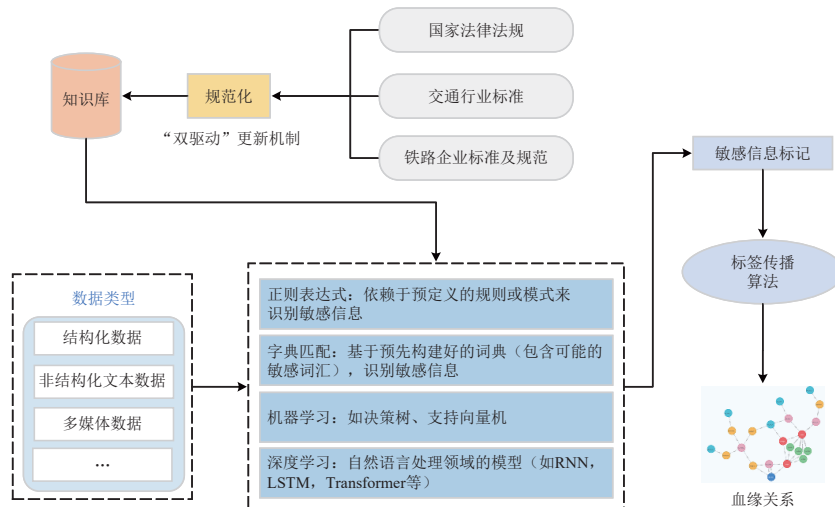 国家法律法规
知识库
规范化
交通行业标准
“双驱动”更新机制
铁路企业标准及规范
敏感信息标记
标签传播
算法
数据类型
结构化数据
非结构化文本数据
多媒体数据
…
正则表达式：依赖于预定义的规则或模式来
识别敏感信息
字典匹配：基于预先构建好的词典（包含可能的
敏感词汇），识别敏感信息
机器学习：如决策树、支持向量机
深度学习：自然语言处理领域的模型（如RNN，
LSTM，Transformer等）
血缘关系